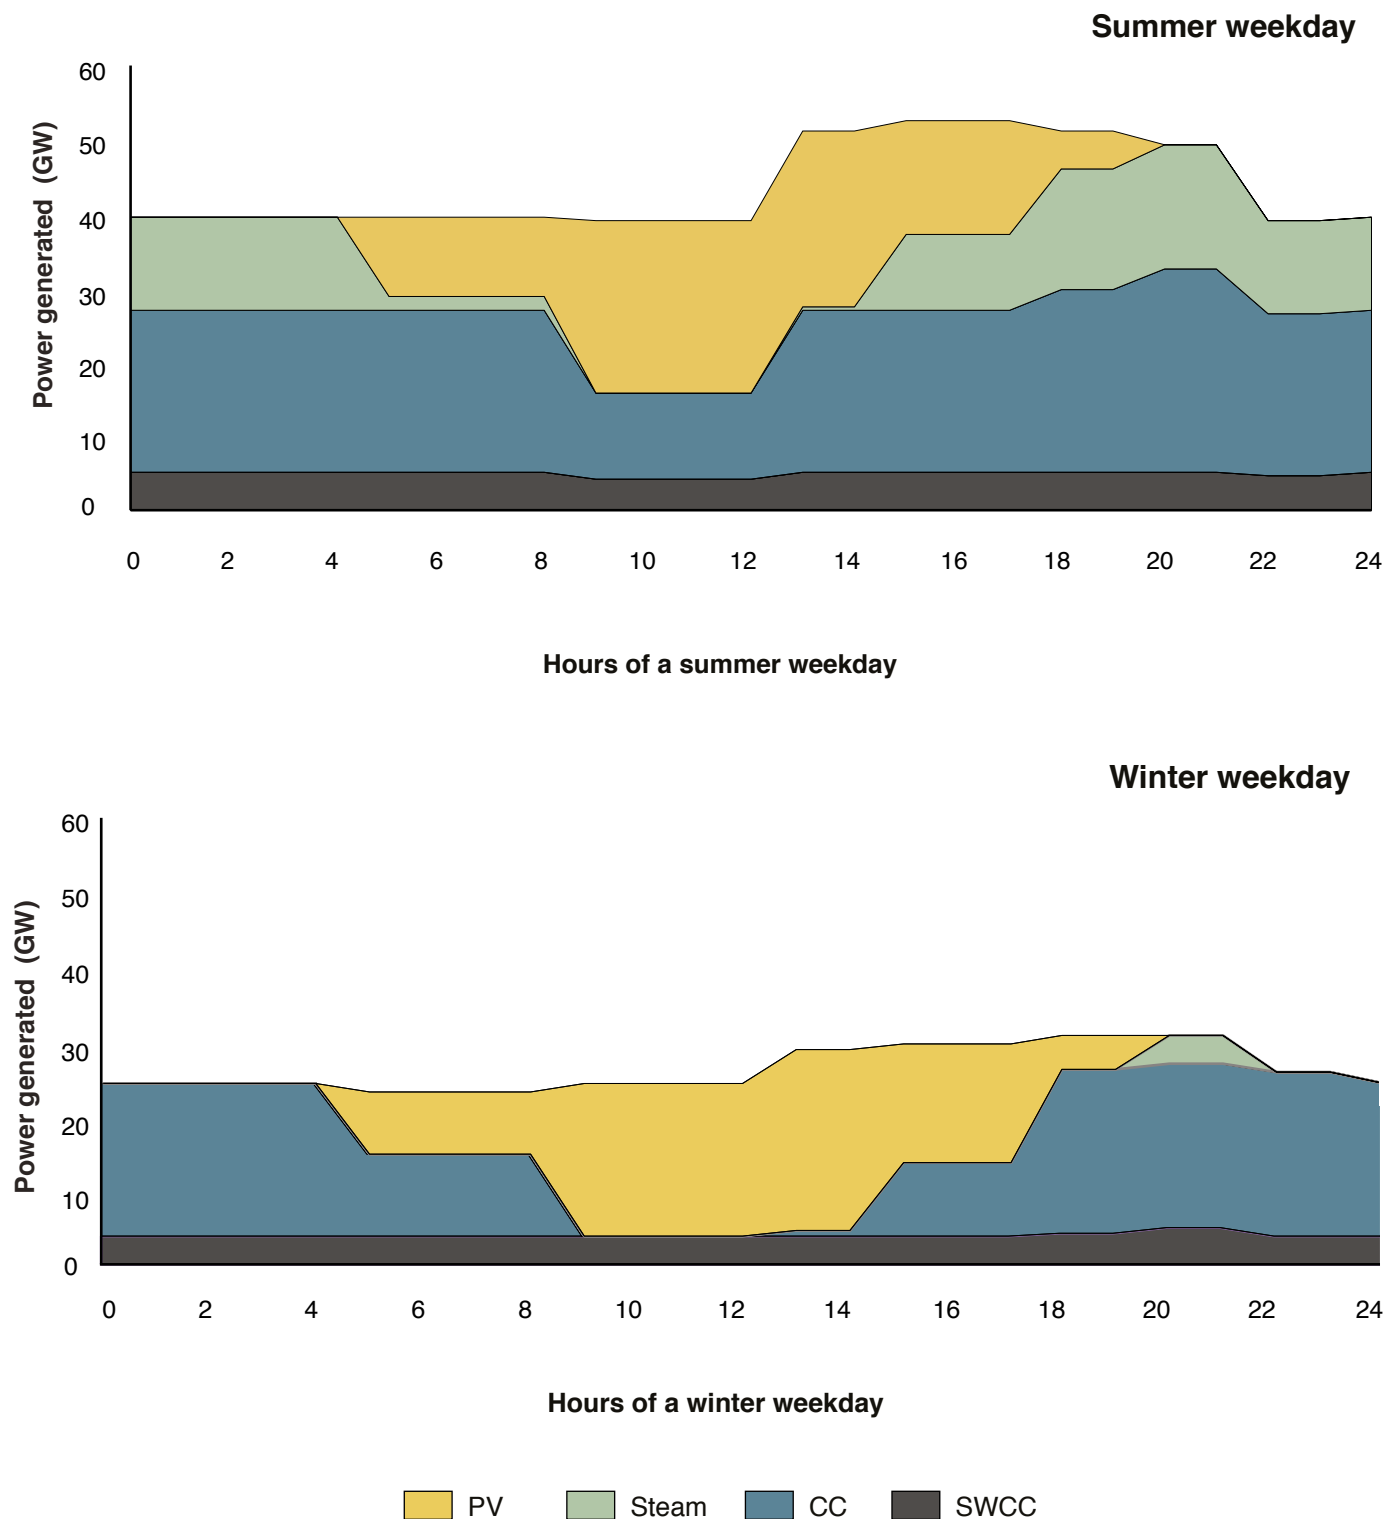 Summer weekday
Power generated (GW)
60
50
40
30
20
10
0
0 2 4 6 8 10 12 14 16 18 20 22 24
Hours of a summer weekday
Winter weekday
Power generated (GW)
60
50
40
30
20
10
0
0 2 4 6 8 10 12 14 16 18 20 22 24
Hours of a winter weekday
PV Steam CC SWCC